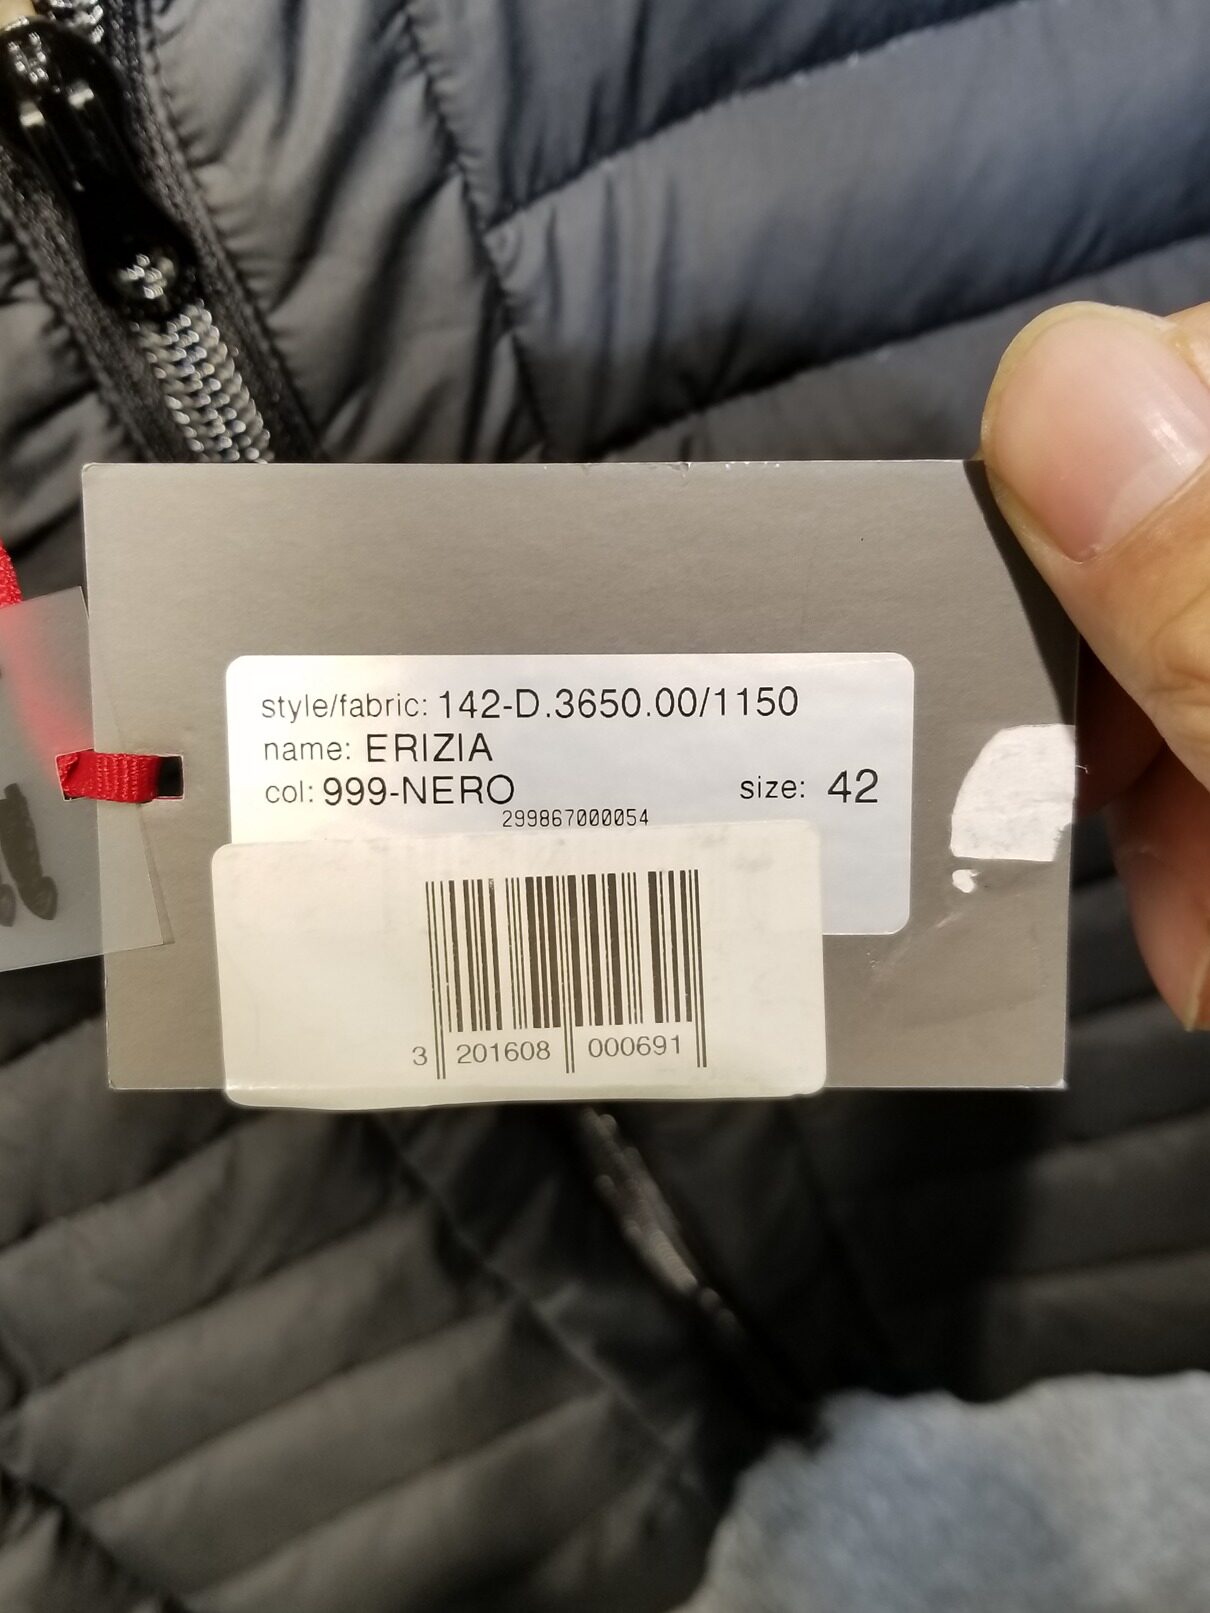 style/fabric: 142-D.3650.00/1150
name: ERIZIA
col: 999-NERO size: 42
299867000054
3 201608 000691